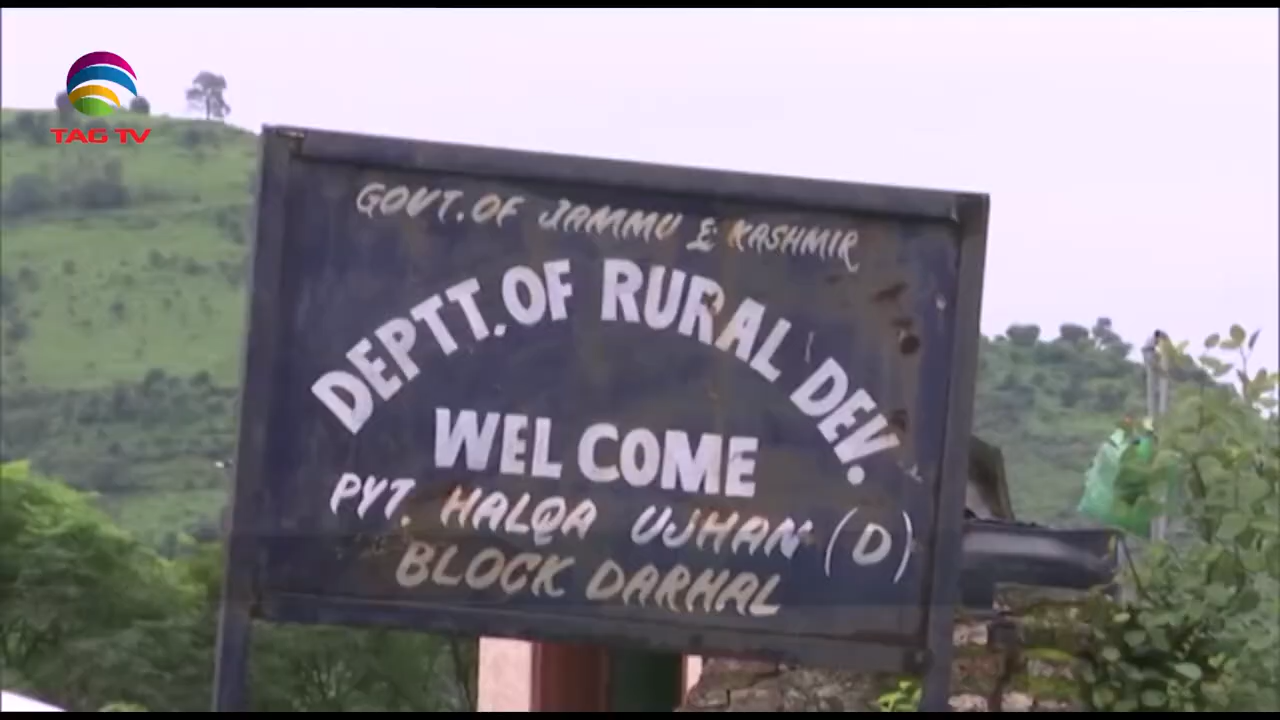 TAG TV
GOVT. OF JAMMU & KASHMIR
DEPTT. OF RURAL DEV.
WEL COME
PYT. HALQA UJHAN (D)
BLOCK DARHAL